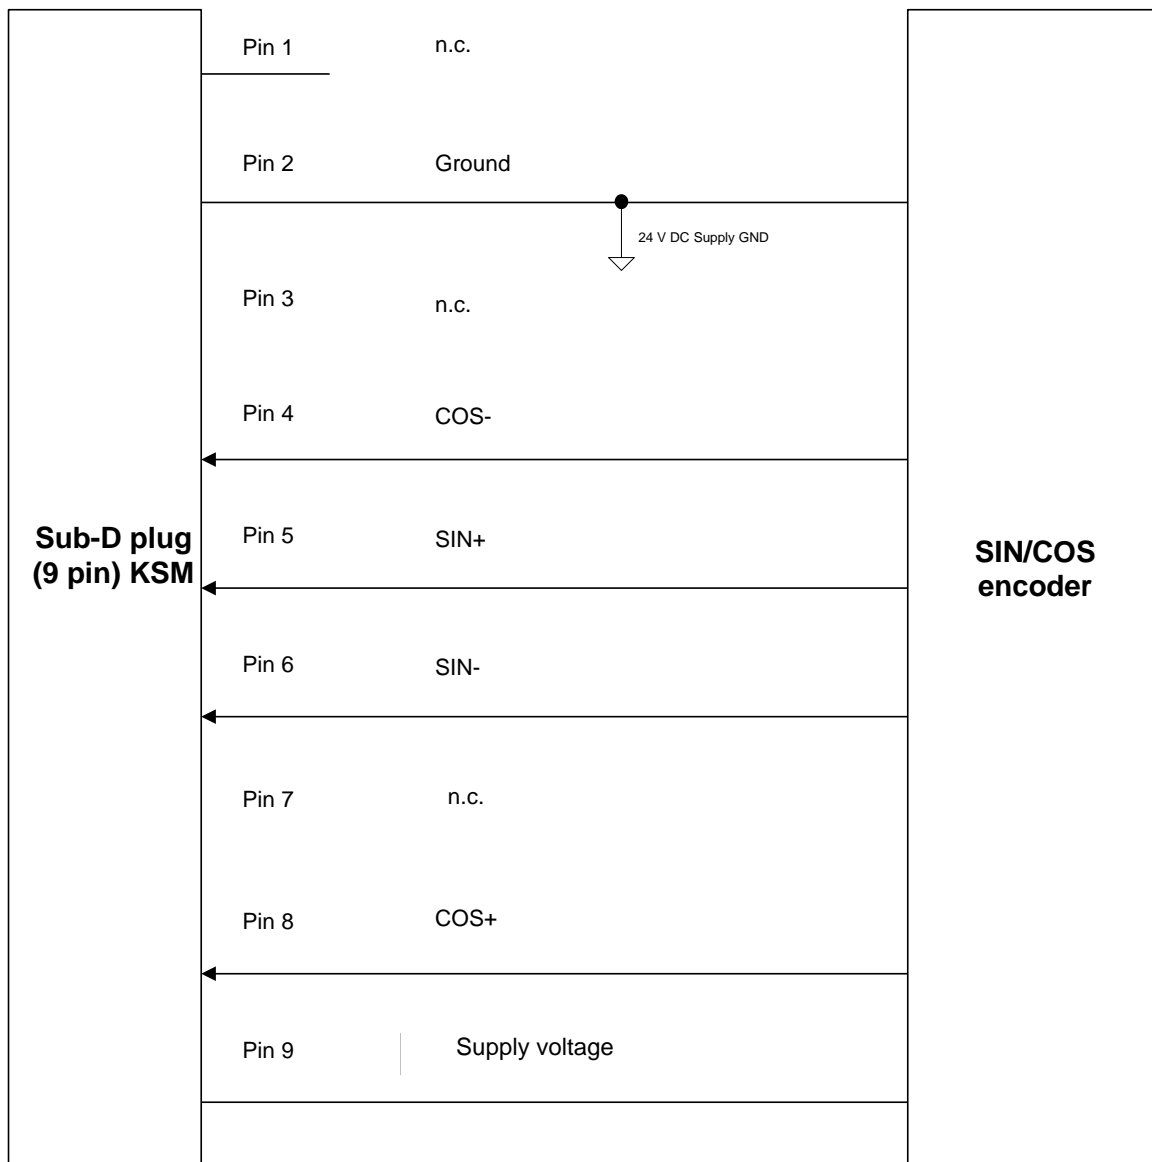 Pin 1 n.c.
Pin 2 Ground
24 V DC Supply GND
Pin 3 n.c.
Pin 4 COS-
Sub-D plug
(9 pin) KSM
Pin 5 SIN+
SIN/COS
encoder
Pin 6 SIN-
Pin 7 n.c.
Pin 8 COS+
Pin 9 Supply voltage